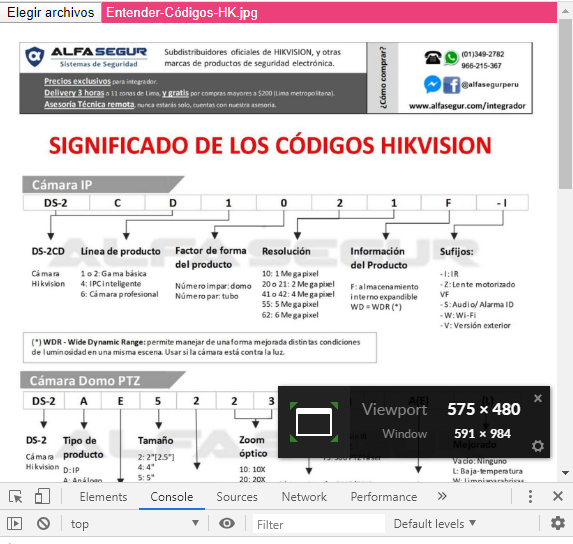 Elegir archivos Entender-Códigos-HK.jpg
ALFASEGUR
Sistemas de Seguridad
Subdistribuidores oficiales de HIKVISION, y otras
marcas de productos de seguridad electrónica.
¿Cómo comprar?
(01)349-2782
966-215-367
@alfasegurperu
www.alfasegur.com/integrador
Precios exclusivos para integrador.
Delivery 3 horas a 11 zonas de Lima, y gratis por compras mayores a $200 (Lima metropolitana).
Asesoría Técnica remota, nunca estarás solo, cuentas con nuestra asesoría.
SIGNIFICADO DE LOS CÓDIGOS HIKVISION
Cámara IP
DS-2 C D 1 0 2 1 F - I
ALFASEGUR
DS-2CD
Cámara
Hikvision
Línea de producto
1 o 2: Gama básica
4: IPC inteligente
6: Cámara profesional
Factor de forma
del producto
Número impar: domo
Número par: tubo
Resolución
10: 1 Megapixel
20 o 21: 2 Megapixel
41 o 42: 4 Megapixel
55: 5 Megapixel
62: 6 Megapixel
Información
del Producto
F: almacenamiento
interno expandible
WD = WDR (*)
Sufijos:
- I: IR
- Z: Lente motorizado
VF
- S: Audio/ Alarma ID
- W: Wi-Fi
- V: Versión exterior
(*) WDR - Wide Dynamic Range: permite manejar de una forma mejorada distintas condiciones
de luminosidad en una misma escena. Usar si la cámara está contra la luz.
Cámara Domo PTZ
DS-2 A E 5 2 2 3
DS-2
Cámara
Hikvision
Tipo de
producto
D: IP
A: Análogo
Tamaño
2: 2"[2.5"]
4: 4"
5: 5"
Zoom
óptico
10: 10X
20: 20X
Vacío: Ninguno
L: Baja-temperatura
W: Limpiaparabrisas
Viewport 575 × 480
Window 591 × 984
Elements Console Sources Network Performance »
top Filter Default levels